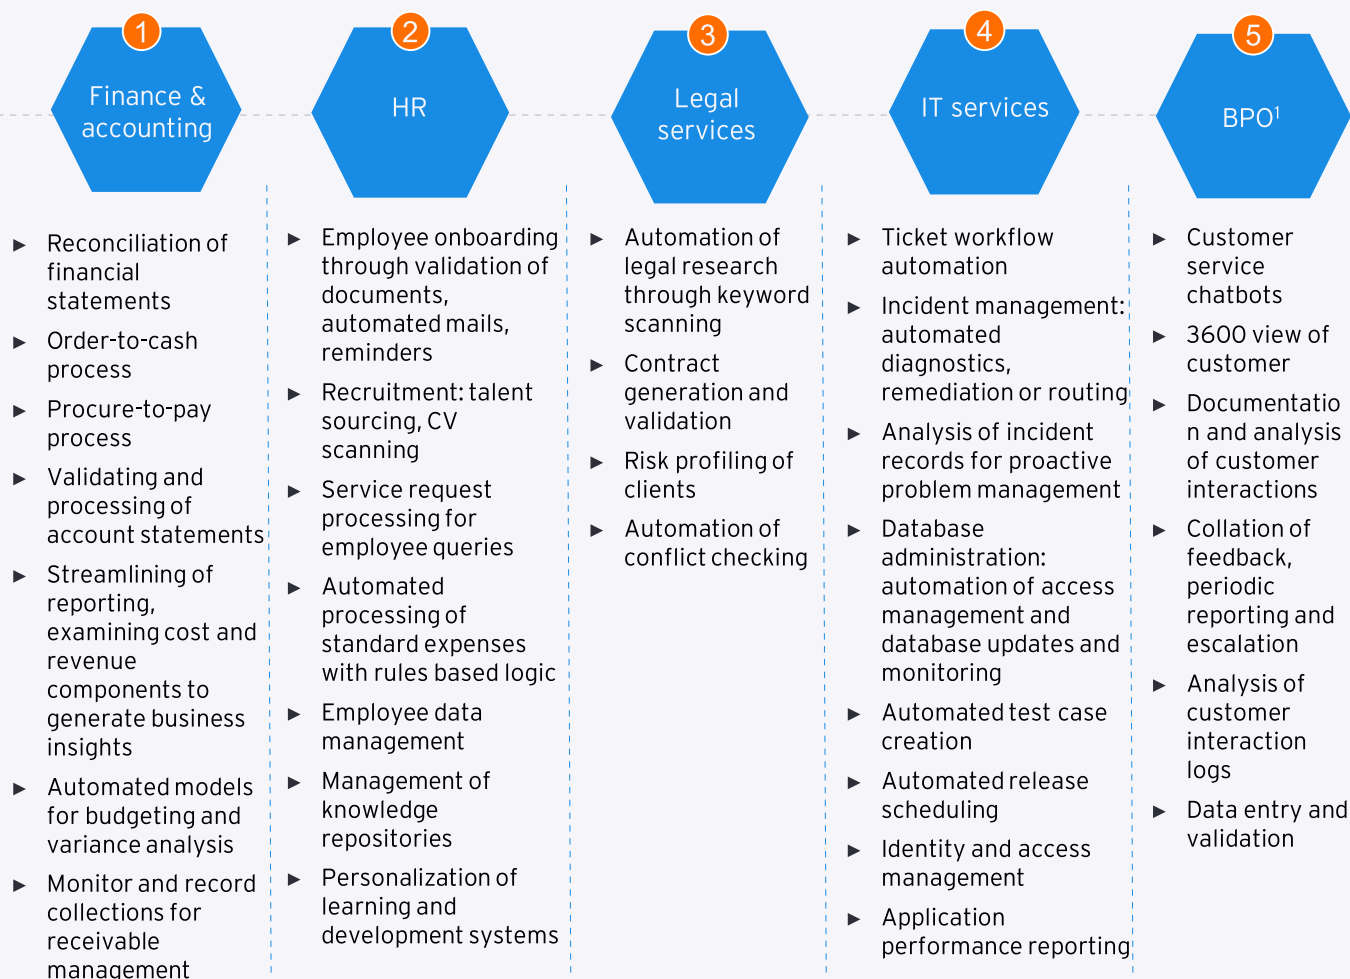 1
Finance &
accounting
Reconciliation of
financial
statements
Order-to-cash
process
Procure-to-pay
process
Validating and
processing of
account statements
Streamlining of
reporting,
examining cost and
revenue
components to
generate business
insights
Automated models
for budgeting and
variance analysis
Monitor and record
collections for
receivable
management
2
HR
Employee onboarding
through validation of
documents,
automated mails,
reminders
Recruitment: talent
sourcing, CV
scanning
Service request
processing for
employee queries
Automated
processing of
standard expenses
with rules based logic
Employee data
management
Management of
knowledge
repositories
Personalization of
learning and
development systems
3
Legal
services
Automation of
legal research
through keyword
scanning
Contract
generation and
validation
Risk profiling of
clients
Automation of
conflict checking
4
IT services
Ticket workflow
automation
Incident management:
automated
diagnostics,
remediation or routing
Analysis of incident
records for proactive
problem management
Database
administration:
automation of access
management and
database updates and
monitoring
Automated test case
creation
Automated release
scheduling
Identity and access
management
Application
performance reporting
5
BPO¹
Customer
service
chatbots
3600 view of
customer
Documentatio
n and analysis
of customer
interactions
Collation of
feedback,
periodic
reporting and
escalation
Analysis of
customer
interaction
logs
Data entry and
validation